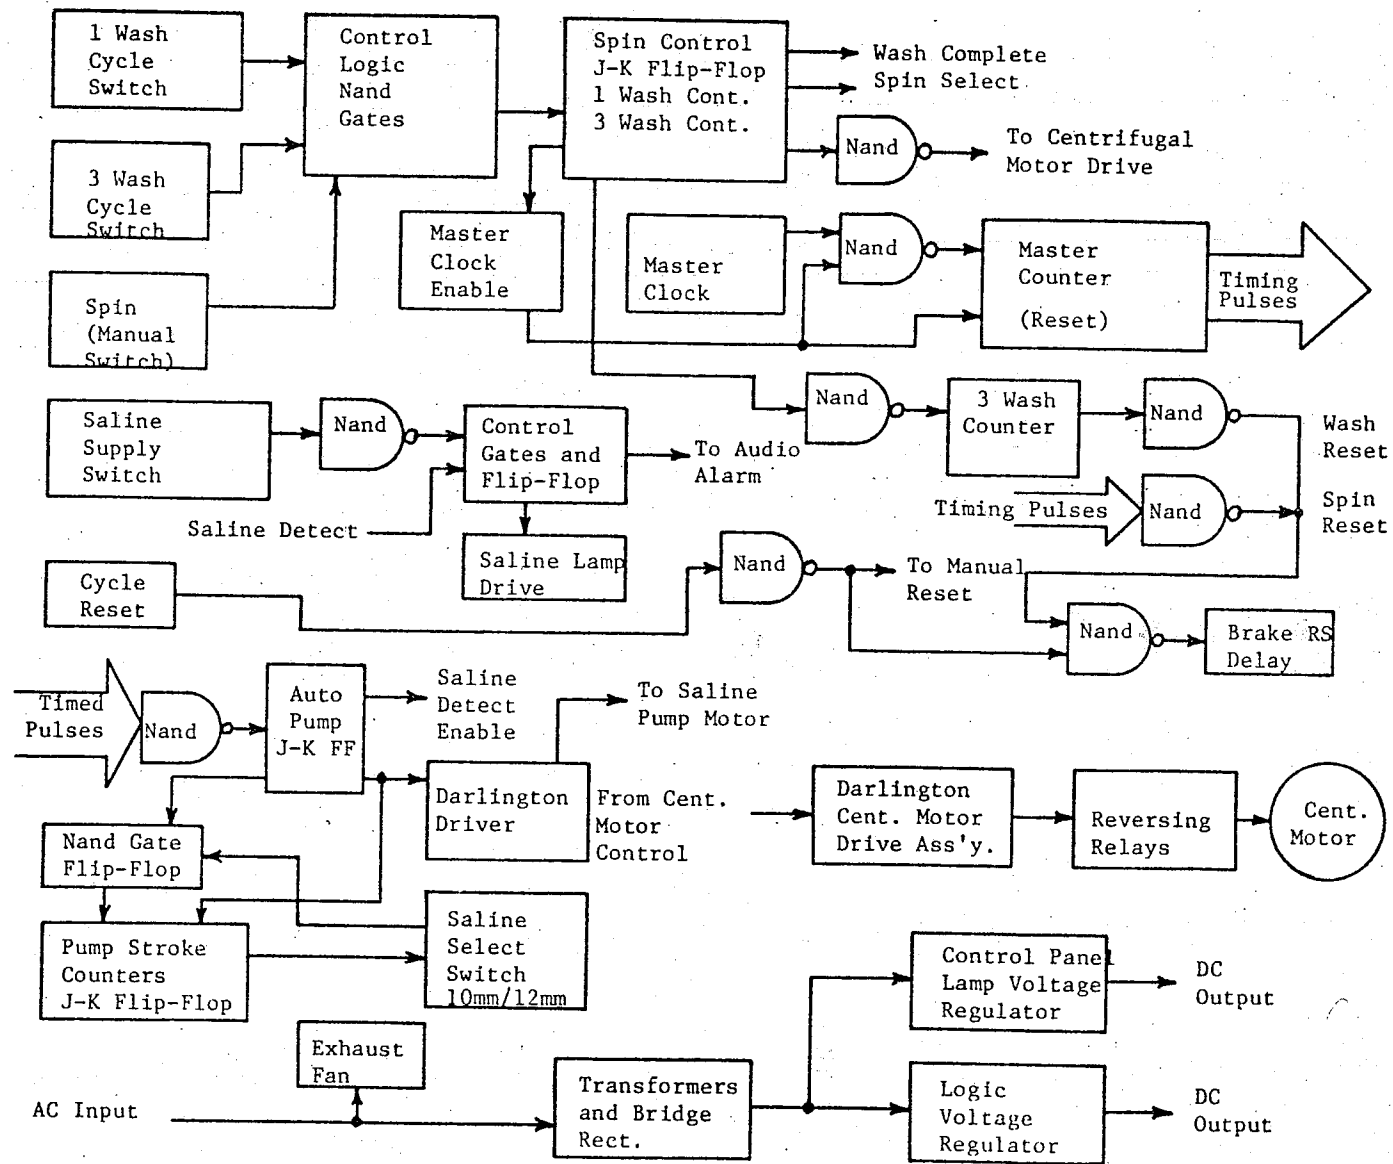 1 Wash
Cycle
Switch
Control
Logic
Nand
Gates
Spin Control
J-K Flip-Flop
1 Wash Cont.
3 Wash Cont.
Wash Complete
Spin Select
Nand
To Centrifugal
Motor Drive
3 Wash
Cycle
Switch
Master
Clock
Enable
Master
Clock
Nand
Master
Counter
(Reset)
Timing
Pulses
Spin
(Manual
Switch)
Saline
Supply
Switch
Nand
Control
Gates and
Flip-Flop
To Audio
Alarm
Nand
3 Wash
Counter
Nand
Wash
Reset
Timing Pulses
Nand
Spin
Reset
Saline Detect
Saline Lamp
Drive
Cycle
Reset
Nand
To Manual
Reset
Nand
Brake RS
Delay
Timed
Pulses
Nand
Auto
Pump
J-K FF
Saline
Detect
Enable
To Saline
Pump Motor
Darlington
Driver
From Cent.
Motor
Control
Darlington
Cent. Motor
Drive Ass'y.
Reversing
Relays
Cent.
Motor
Nand Gate
Flip-Flop
Pump Stroke
Counters
J-K Flip-Flop
Saline
Select
Switch
10mm/12mm
Control Panel
Lamp Voltage
Regulator
DC
Output
Exhaust
Fan
AC Input
Transformers
and Bridge
Rect.
Logic
Voltage
Regulator
DC
Output